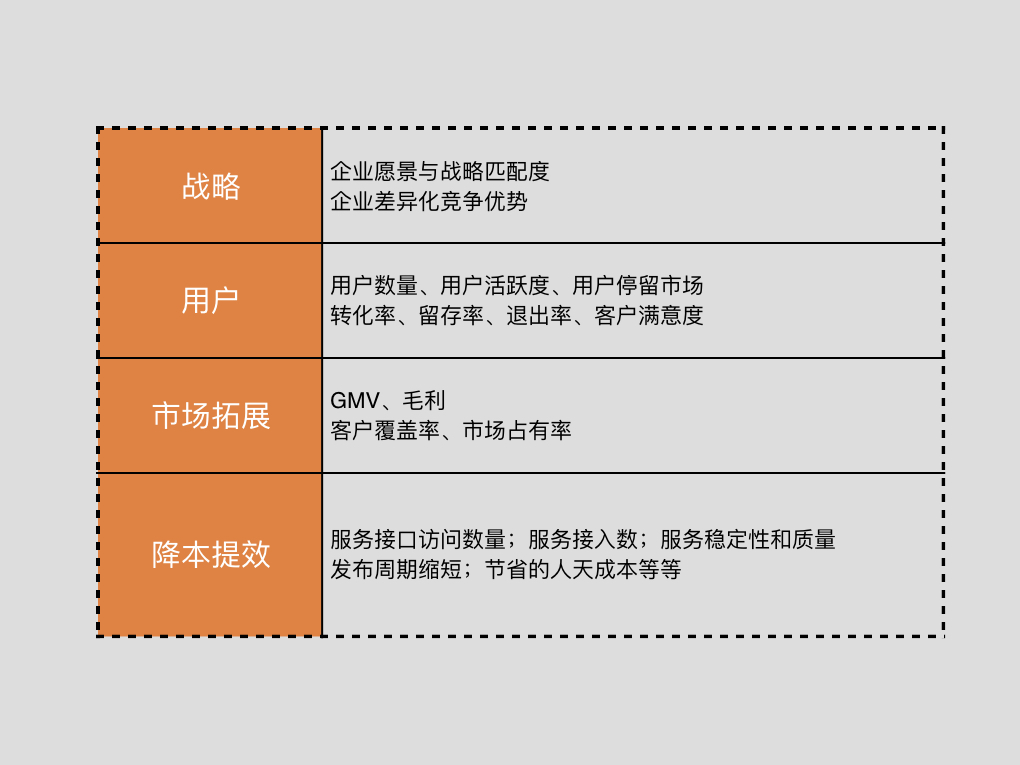 战略
企业愿景与战略匹配度
企业差异化竞争优势
用户
用户数量、用户活跃度、用户停留市场
转化率、留存率、退出率、客户满意度
市场拓展
GMV、毛利
客户覆盖率、市场占有率
降本提效
服务接口访问数量；服务接入数；服务稳定性和质量
发布周期缩短；节省的人天成本等等